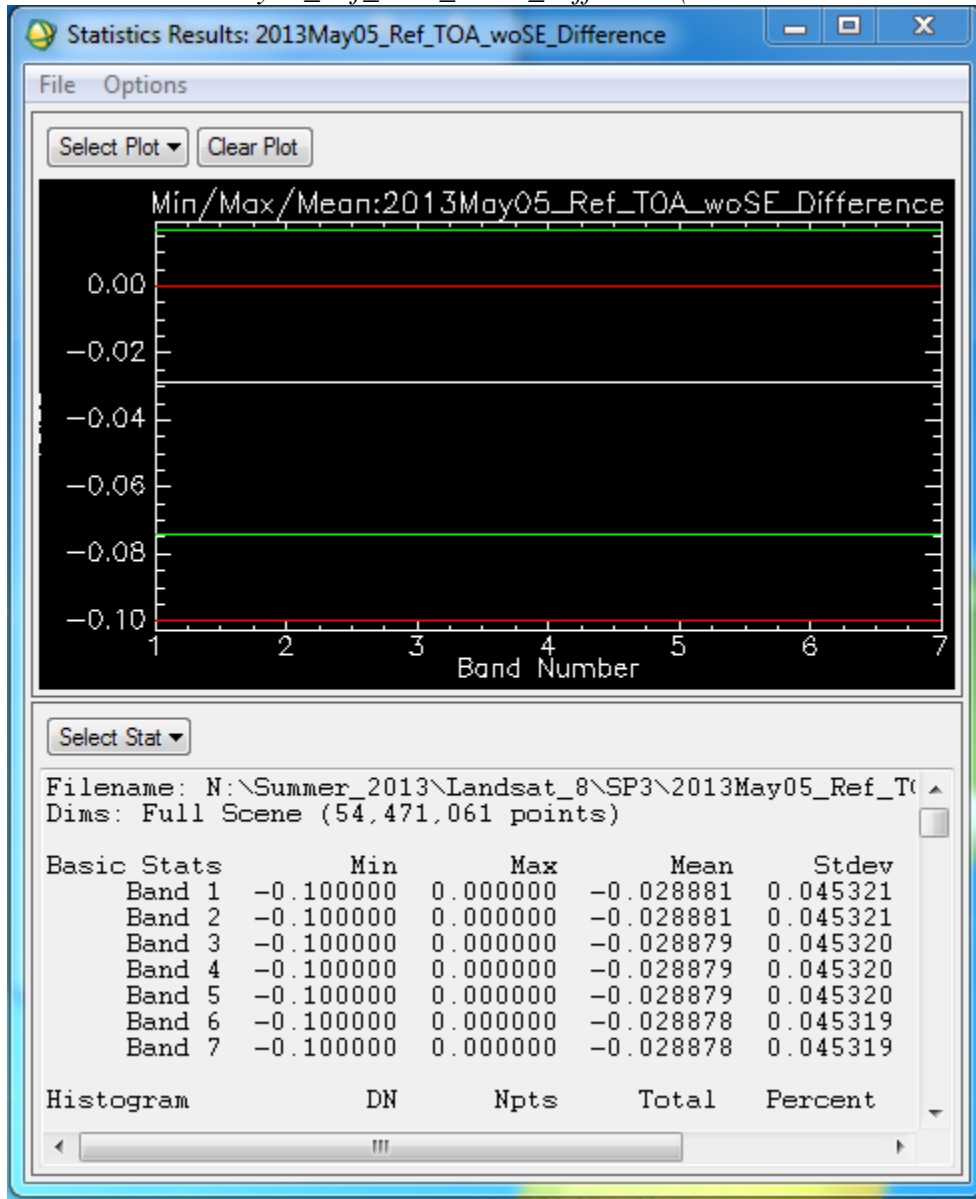 Statistics Results: 2013May05_Ref_TOA_woSE_Difference
File Options
Select Plot Clear Plot
Min/Max/Mean:2013May05_Ref_TOA_woSE_Difference
0.00
−0.02
−0.04
−0.06
−0.08
−0.10
1 2 3 4 5 6 7
Band Number
Select Stat
Filename: N:\Summer_2013\Landsat_8\SP3\2013May05_Ref_T
Dims: Full Scene (54,471,061 points)
Basic Stats Min Max Mean Stdev
Band 1 -0.100000 0.000000 -0.028881 0.045321
Band 2 -0.100000 0.000000 -0.028881 0.045321
Band 3 -0.100000 0.000000 -0.028879 0.045320
Band 4 -0.100000 0.000000 -0.028879 0.045320
Band 5 -0.100000 0.000000 -0.028879 0.045320
Band 6 -0.100000 0.000000 -0.028878 0.045319
Band 7 -0.100000 0.000000 -0.028878 0.045319
Histogram DN Npts Total Percent